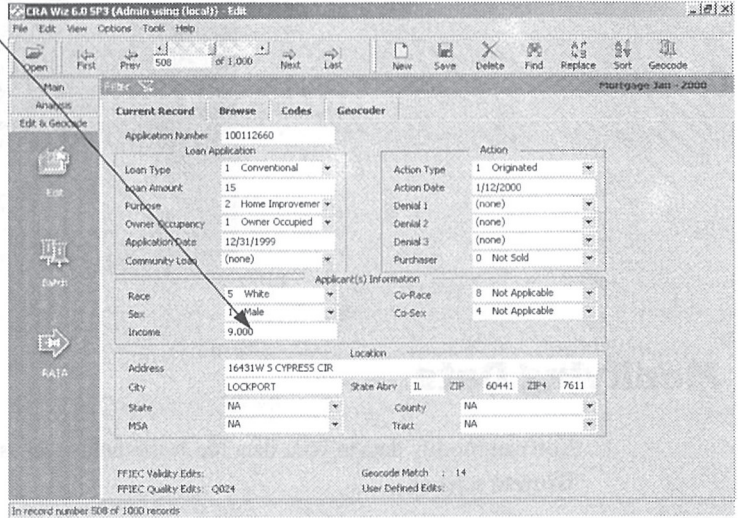 CRA Wiz 6.0 SP3 (Admin using (local)) - Edit
File Edit View Options Tools Help
Open First Prev 508 of 1,000 Next Last New Save Delete Find Replace Sort Geocode
Main Filter Mortgage Jan - 2000
Analysis
Edit & Geocode
Current Record Browse Codes Geocoder
Application Number 100112660
Loan Application Action
Loan Type 1 Conventional Action Type 1 Originated
Loan Amount 15 Action Date 1/12/2000
Purpose 2 Home Improvemer Denial 1 (none)
Owner Occupancy 1 Owner Occupied Denial 2 (none)
Application Date 12/31/1999 Denial 3 (none)
Community Loan (none) Purchaser 0 Not Sold
Edit
Batch
RATA
Applicant(s) Information
Race 5 White Co-Race 8 Not Applicable
Sex 1 Male Co-Sex 4 Not Applicable
Income 9.000
Location
Address 16431W S CYPRESS CIR
City LOCKPORT State Abrv IL ZIP 60441 ZIP4 7611
State NA County NA
MSA NA Tract NA
FFIEC Validity Edits: Geocode Match : 14
FFIEC Quality Edits: Q024 User Defined Edits:
In record number 508 of 1000 records